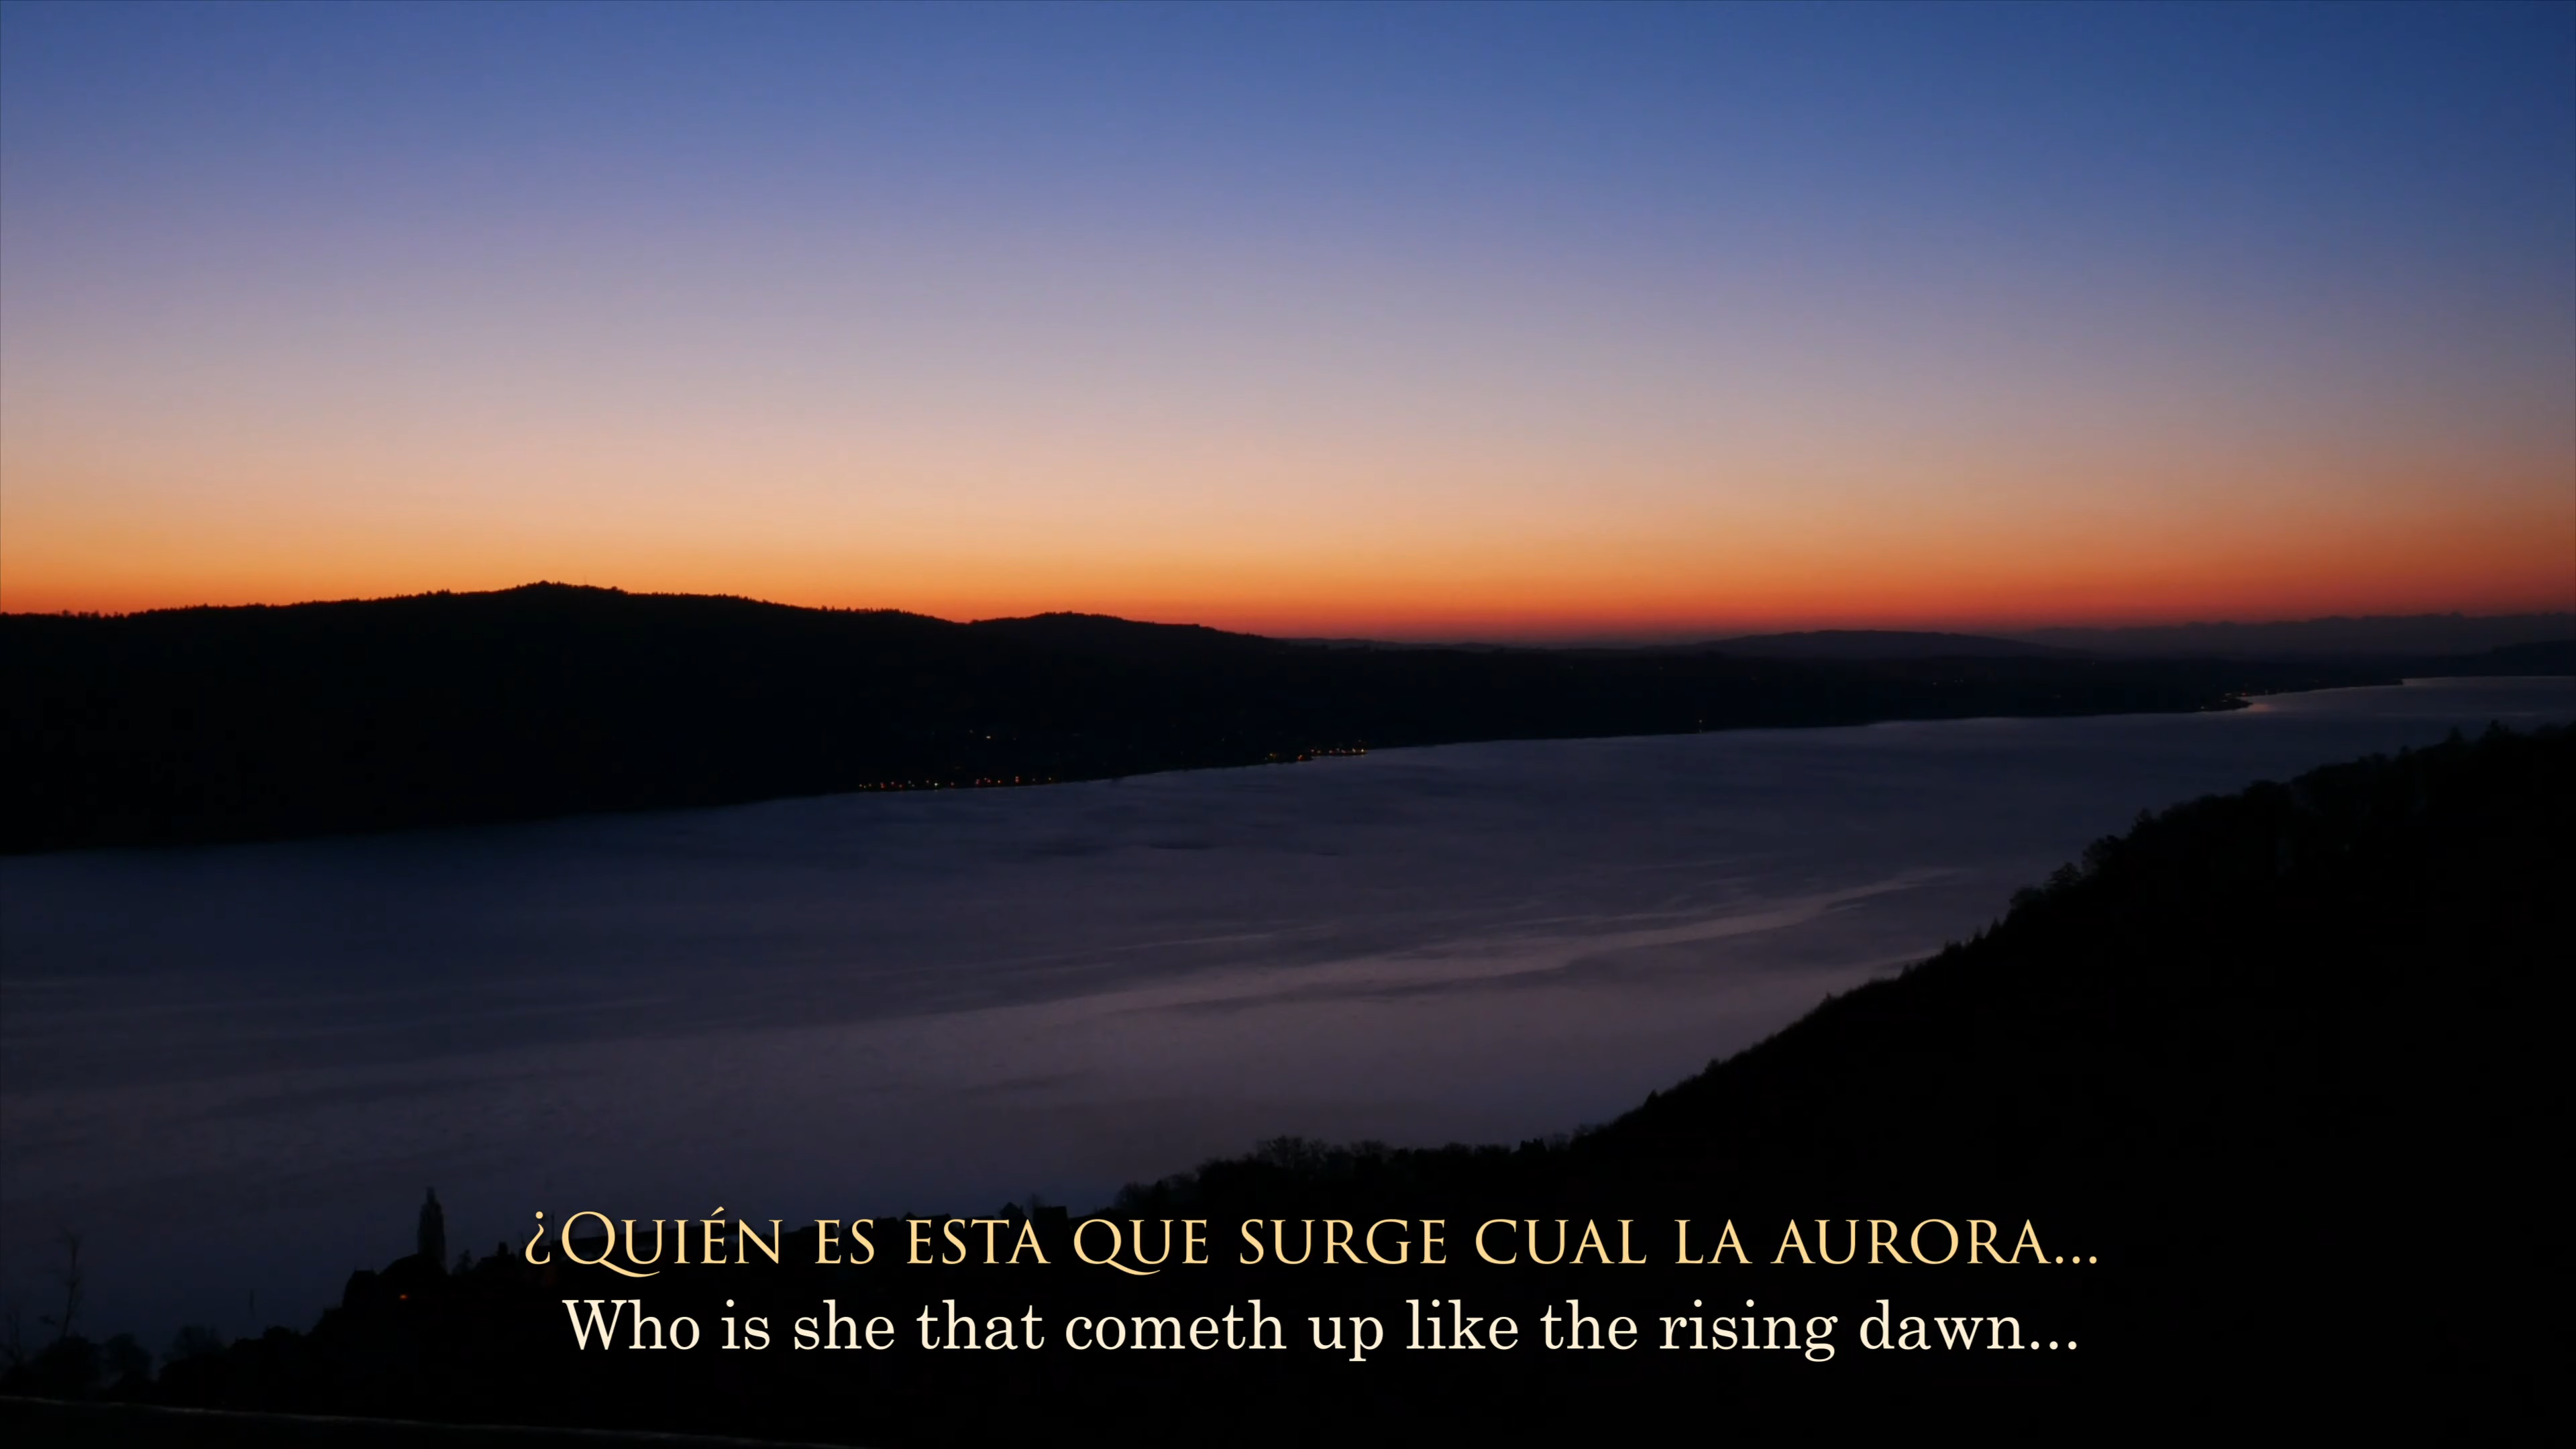 ¿Quién es esta que surge cual la aurora...
Who is she that cometh up like the rising dawn...